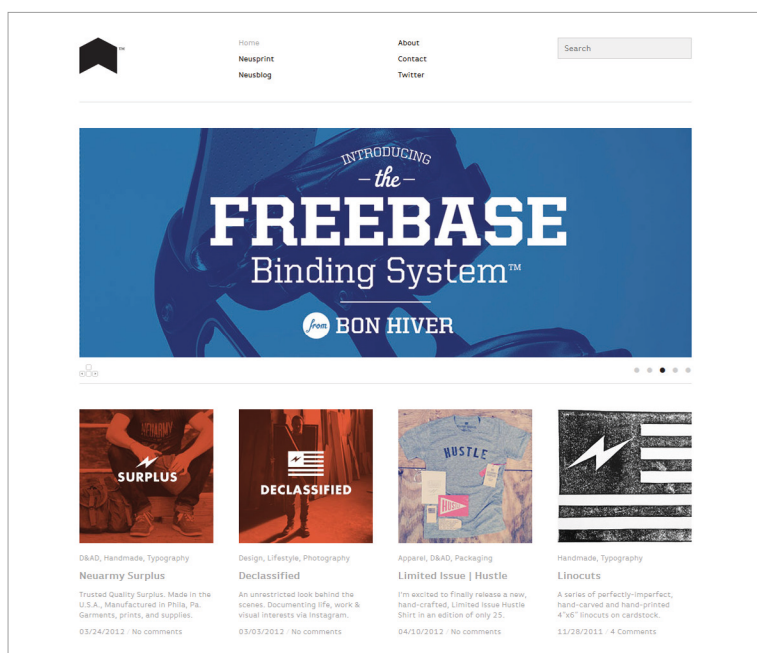 TM
Home
Neusprint
Neusblog
About
Contact
Twitter
Search
INTRODUCING
the
FREEBASE
Binding System™
from BON HIVER
NEUARMY
SURPLUS
DECLASSIFIED
HUSTLE
D&AD, Handmade, Typography
Neuarmy Surplus
Trusted Quality Surplus. Made in the
U.S.A., Manufactured in Phila, Pa.
Garments, prints, and supplies.
03/24/2012 / No comments
Design, Lifestyle, Photography
Declassified
An unrestricted look behind the
scenes. Documenting life, work &
visual interests via Instagram.
03/03/2012 / No comments
Apparel, D&AD, Packaging
Limited Issue | Hustle
I'm excited to finally release a new,
hand-crafted, Limited Issue Hustle
Shirt in an edition of only 25.
04/10/2012 / No comments
Handmade, Typography
Linocuts
A series of perfectly-imperfect,
hand-carved and hand-printed
4"x6" linocuts on cardstock.
11/28/2011 / 4 Comments